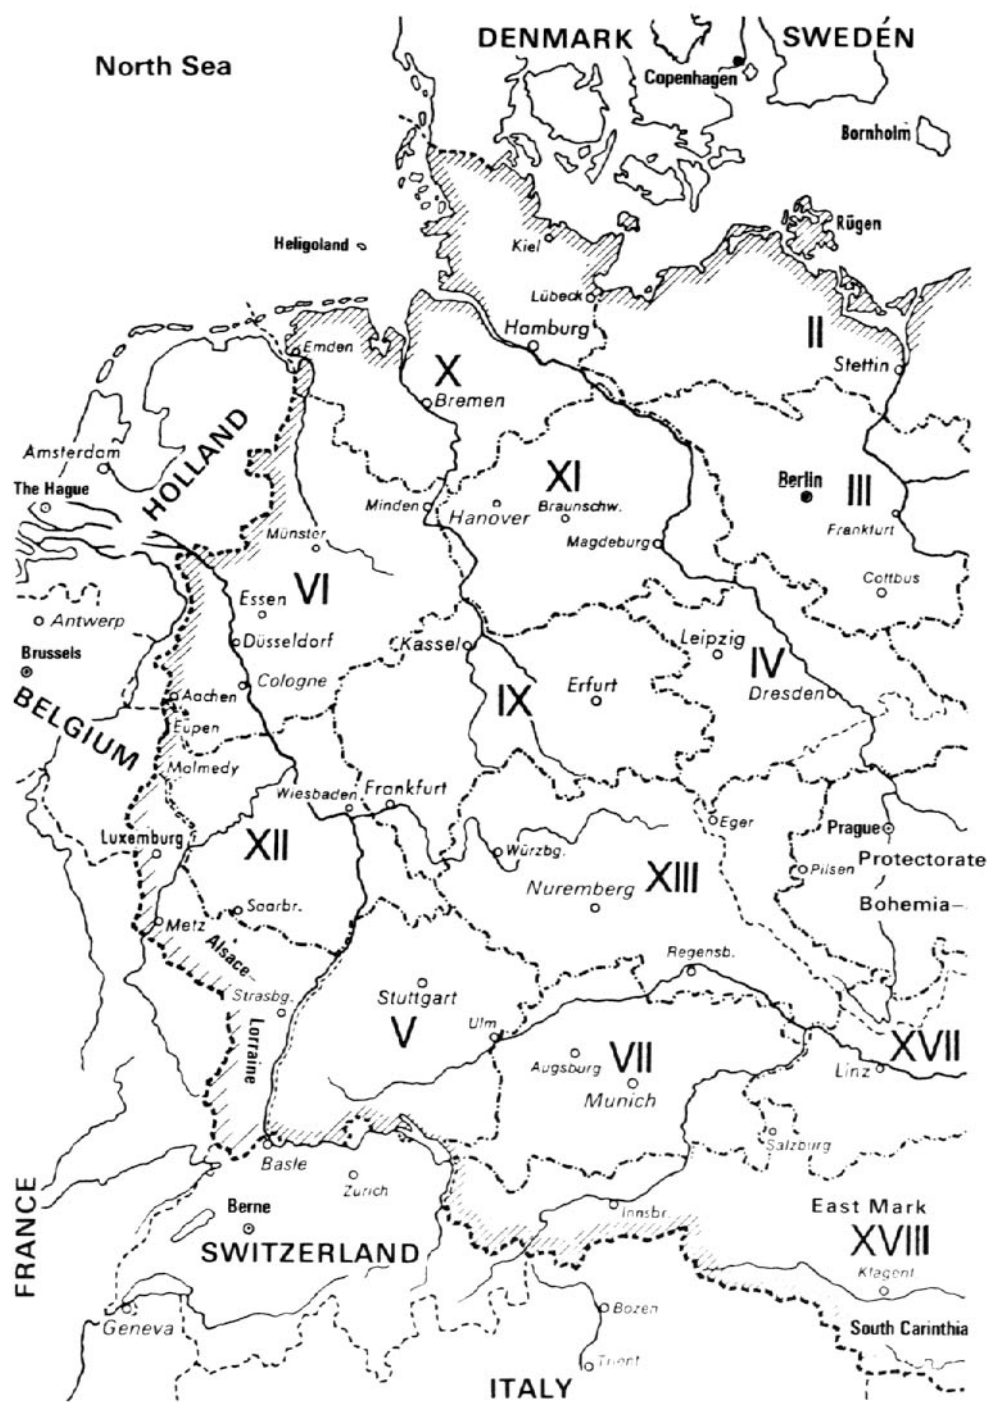 DENMARK
SWEDÉN
North Sea
Copenhagen
Bornholm
Rügen
Heligoland
Kiel
Lübeck
Hamburg
II
Emden
Stettin
X
Bremen
HOLLAND
Amsterdam
The Hague
XI
Berlin
III
Minden
Hanover
Braunschw.
Frankfurt
Münster
Magdeburg
Cottbus
VI
Essen
Antwerp
Düsseldorf
Kassel
Leipzig
Brussels
IV
Cologne
Aachen
IX
Erfurt
Dresden
BELGIUM
Eupen
Malmedy
Wiesbaden
Frankfurt
Eger
Prague
Luxemburg
XII
Würzbg.
Pilsen
Protectorate
Nuremberg
XIII
Bohemia-
Saarbr.
Metz
Alsace-
Regensb.
Strasbg.
Stuttgart
Lorraine
V
Ulm
XVII
VII
Augsburg
Linz
Munich
Basle
Salzburg
Zurich
FRANCE
Berne
Innsbr.
East Mark
SWITZERLAND
XVIII
Klagenf.
Geneva
Bozen
South Carinthia
Trient
ITALY